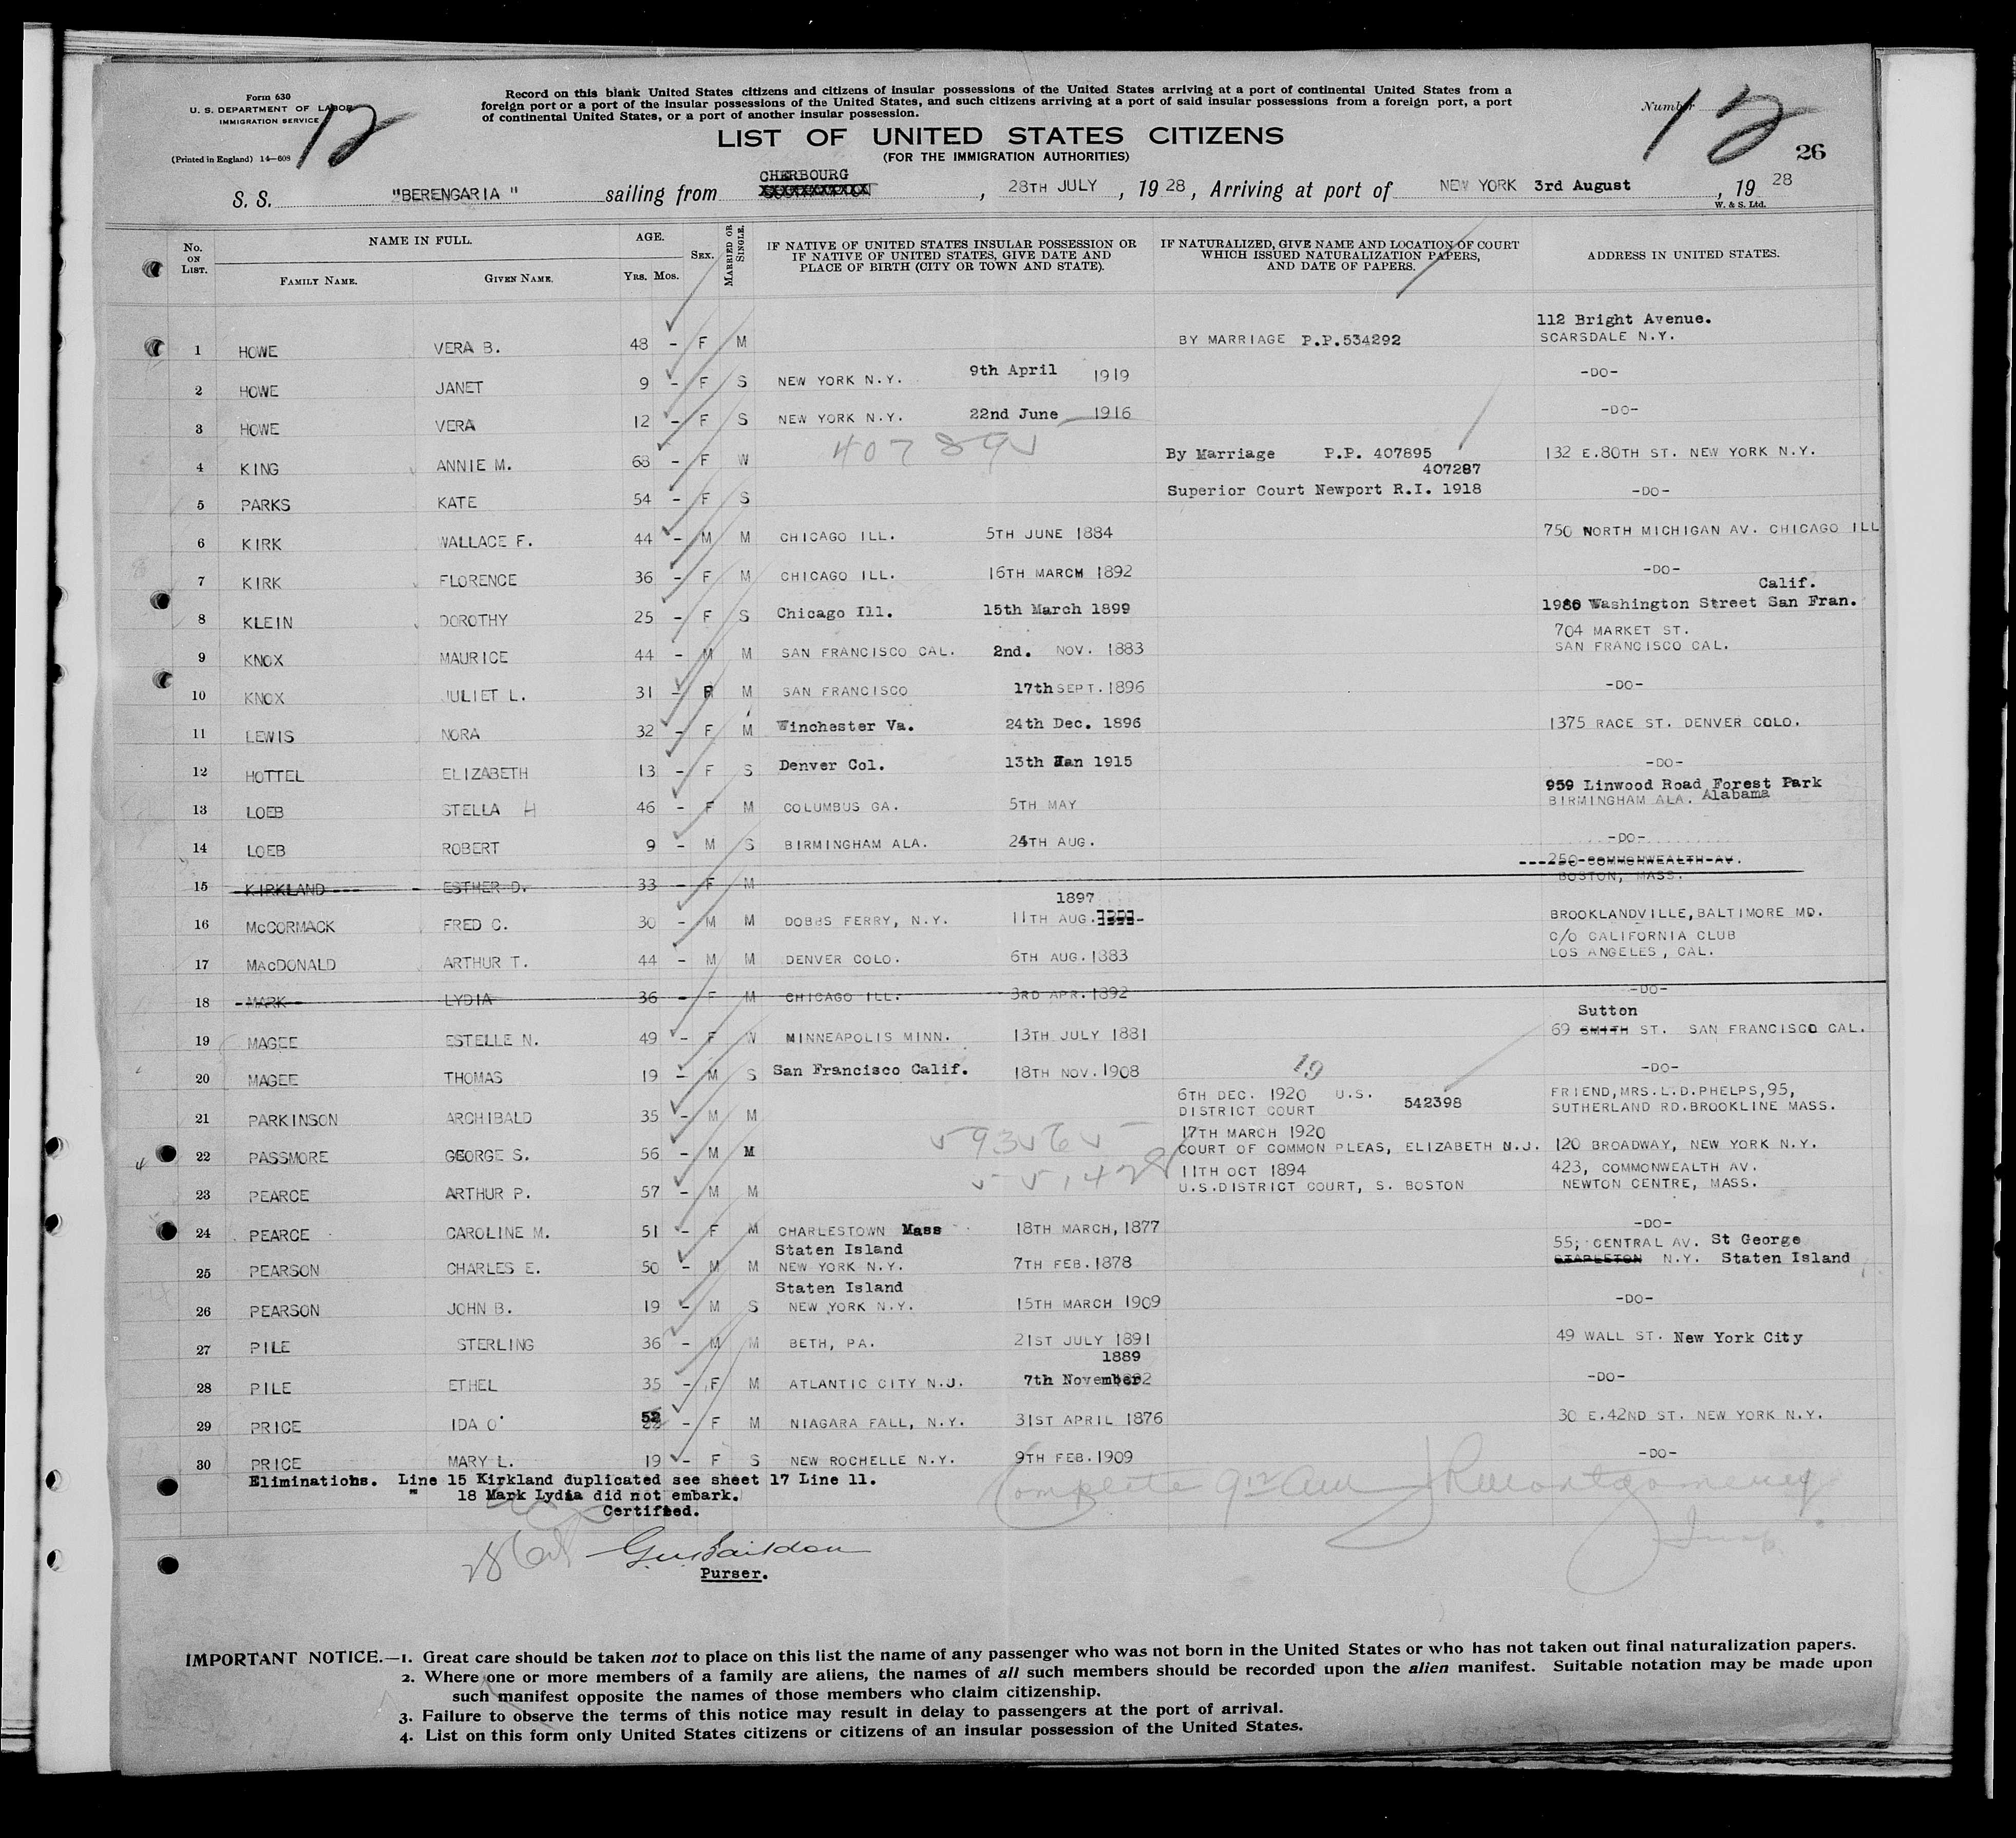 Form 630
U. S. DEPARTMENT OF LABOR
IMMIGRATION SERVICE
(Printed in England) 14—608
12
Record on this blank United States citizens and citizens of insular possessions of the United States arriving at a port of continental United States from a
foreign port or a port of the insular possessions of the United States, and such citizens arriving at a port of said insular possessions from a foreign port, a port
of continental United States, or a port of another insular possession.
Number 12
26
LIST OF UNITED STATES CITIZENS
(FOR THE IMMIGRATION AUTHORITIES)
S. S. "BERENGARIA" sailing from CHERBOURG, 28TH JULY, 1928, Arriving at port of NEW YORK 3rd August, 1928
W. & S. Ltd.
No. ON LIST. NAME IN FULL. AGE. SEX. MARRIED OR SINGLE. IF NATIVE OF UNITED STATES INSULAR POSSESSION OR IF NATIVE OF UNITED STATES, GIVE DATE AND PLACE OF BIRTH (CITY OR TOWN AND STATE). IF NATURALIZED, GIVE NAME AND LOCATION OF COURT WHICH ISSUED NATURALIZATION PAPERS, AND DATE OF PAPERS. ADDRESS IN UNITED STATES.
FAMILY NAME. GIVEN NAME. YRS. MOS.
112 Bright Avenue.
1 HOWE VERA B. 48 - F M BY MARRIAGE P.P.534292 SCARSDALE N.Y.
2 HOWE JANET 9 - F S NEW YORK N.Y. 9th April 1919 -DO-
3 HOWE VERA 12 - F S NEW YORK N.Y. 22nd June 1916 -DO-
407895
4 KING ANNIE M. 68 - F W By Marriage P.P. 407895 132 E.80TH ST. NEW YORK N.Y.
407287
5 PARKS KATE 54 - F S Superior Court Newport R.I. 1918 -DO-
6 KIRK WALLACE F. 44 - M M CHICAGO ILL. 5TH JUNE 1884 750 NORTH MICHIGAN AV. CHICAGO ILL
7 KIRK FLORENCE 36 - F M CHICAGO ILL. 16TH MARCH 1892 -DO-
Calif.
8 KLEIN DOROTHY 25 - F S Chicago Ill. 15th March 1899 1980 Washington Street San Fran.
704 MARKET ST.
9 KNOX MAURICE 44 - M M SAN FRANCISCO CAL. 2nd. NOV. 1883 SAN FRANCISCO CAL.
10 KNOX JULIET L. 31 - F M SAN FRANCISCO 17th SEPT. 1896 -DO-
11 LEWIS NORA 32 - F M Winchester Va. 24th Dec. 1896 1375 RACE ST. DENVER COLO.
12 HOTTEL ELIZABETH 13 - F S Denver Col. 13th Jan 1915 -DO-
959 Linwood Road Forest Park
13 LOEB STELLA H 46 - F M COLUMBUS GA. 5TH MAY BIRMINGHAM ALA. Alabama
14 LOEB ROBERT 9 - M S BIRMINGHAM ALA. 24TH AUG. -DO-
250 COMMONWEALTH AV.
15 KIRKLAND ESTHER D. 33 - F M BOSTON, MASS.
1897
16 McCORMACK FRED C. 30 - M M DOBBS FERRY, N.Y. 11TH AUG. BROOKLANDVILLE, BALTIMORE MD.
C/O CALIFORNIA CLUB
17 MacDONALD ARTHUR T. 44 - M M DENVER COLO. 6TH AUG. 1883 LOS ANGELES, CAL.
18 MARK LYDIA 36 - F M CHICAGO ILL. 3RD APR. 1892 -DO-
Sutton
19 MAGEE ESTELLE N. 49 - F W MINNEAPOLIS MINN. 13TH JULY 1881 69 SMITH ST. SAN FRANCISCO CAL.
19
20 MAGEE THOMAS 19 - M S San Francisco Calif. 18TH NOV. 1908 -DO-
6TH DEC. 1920 U.S. 542398 FRIEND, MRS. L.D. PHELPS, 95,
21 PARKINSON ARCHIBALD 35 - M M DISTRICT COURT SUTHERLAND RD. BROOKLINE MASS.
593565 17TH MARCH 1920
22 PASSMORE GEORGE S. 56 - M M COURT OF COMMON PLEAS, ELIZABETH N.J. 120 BROADWAY, NEW YORK N.Y.
551428 11TH OCT 1894 423, COMMONWEALTH AV.
23 PEARCE ARTHUR P. 57 - M M U.S. DISTRICT COURT, S. BOSTON NEWTON CENTRE, MASS.
24 PEARCE CAROLINE M. 51 - F M CHARLESTOWN Mass 18TH MARCH, 1877 -DO-
Staten Island 55, CENTRAL AV. St George
25 PEARSON CHARLES E. 50 - M M NEW YORK N.Y. 7TH FEB. 1878 STAPLETON N.Y. Staten Island
Staten Island
26 PEARSON JOHN B. 19 - M S NEW YORK N.Y. 15TH MARCH 1909 -DO-
27 PILE STERLING 36 - M M BETH, PA. 21ST JULY 1891 49 WALL ST. New York City
1889
28 PILE ETHEL 35 - F M ATLANTIC CITY N.J. 7th November -DO-
29 PRICE IDA O' 52 - F M NIAGARA FALL, N.Y. 31ST APRIL 1876 30 E.42ND ST. NEW YORK N.Y.
30 PRICE MARY L. 19 - F S NEW ROCHELLE N.Y. 9TH FEB. 1909 -DO-
Eliminations. Line 15 Kirkland duplicated see sheet 17 Line 11.
" 18 Mark Lydia did not embark.
Certified.
Complete
Montgomery
Insp.
Purser.
IMPORTANT NOTICE.—1. Great care should be taken not to place on this list the name of any passenger who was not born in the United States or who has not taken out final naturalization papers.
2. Where one or more members of a family are aliens, the names of all such members should be recorded upon the alien manifest. Suitable notation may be made upon
such manifest opposite the names of those members who claim citizenship.
3. Failure to observe the terms of this notice may result in delay to passengers at the port of arrival.
4. List on this form only United States citizens or citizens of an insular possession of the United States.